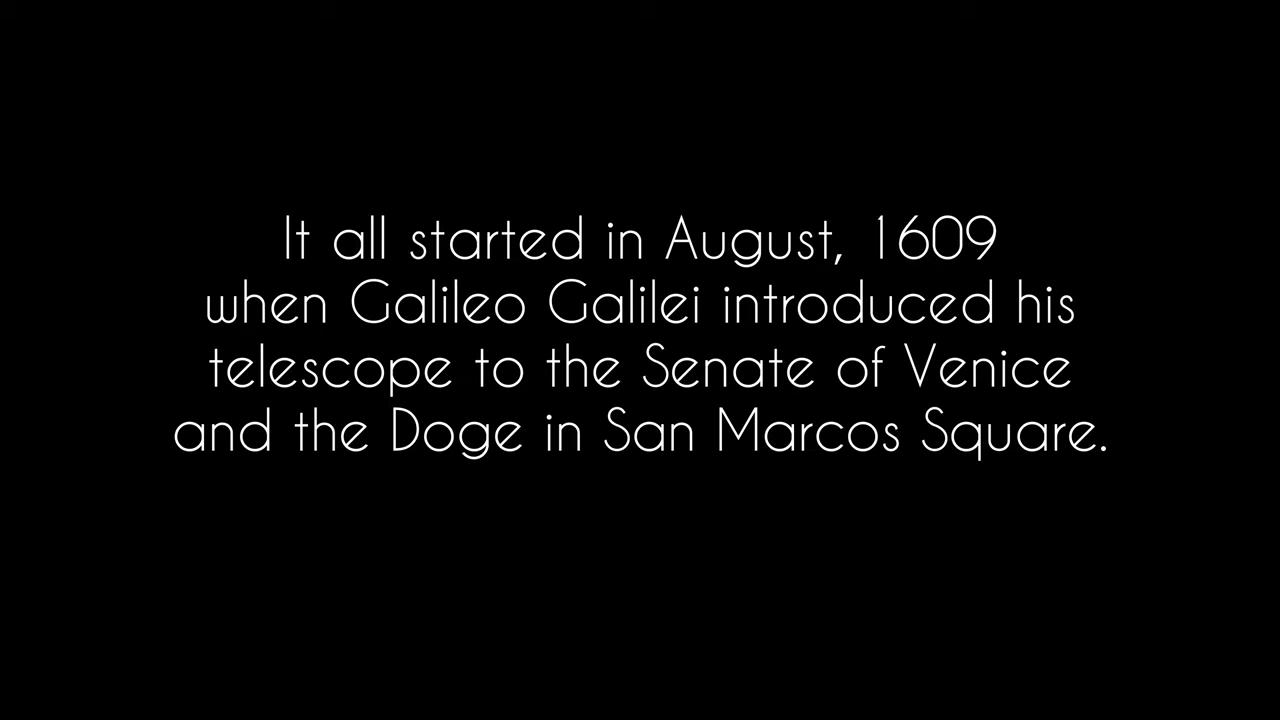 It all started in August, 1609
when Galileo Galilei introduced his
telescope to the Senate of Venice
and the Doge in San Marcos Square.